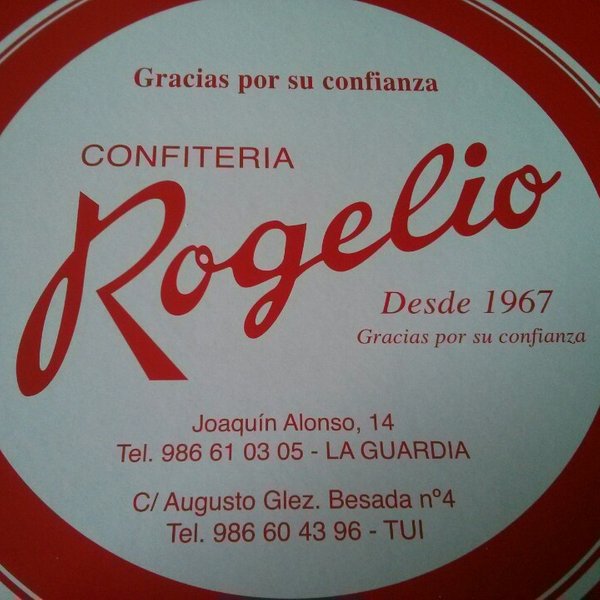 Gracias por su confianza
CONFITERIA
Rogelio
Desde 1967
Gracias por su confianza
Joaquín Alonso, 14
Tel. 986 61 03 05 - LA GUARDIA
C/ Augusto Glez. Besada nº4
Tel. 986 60 43 96 - TUI